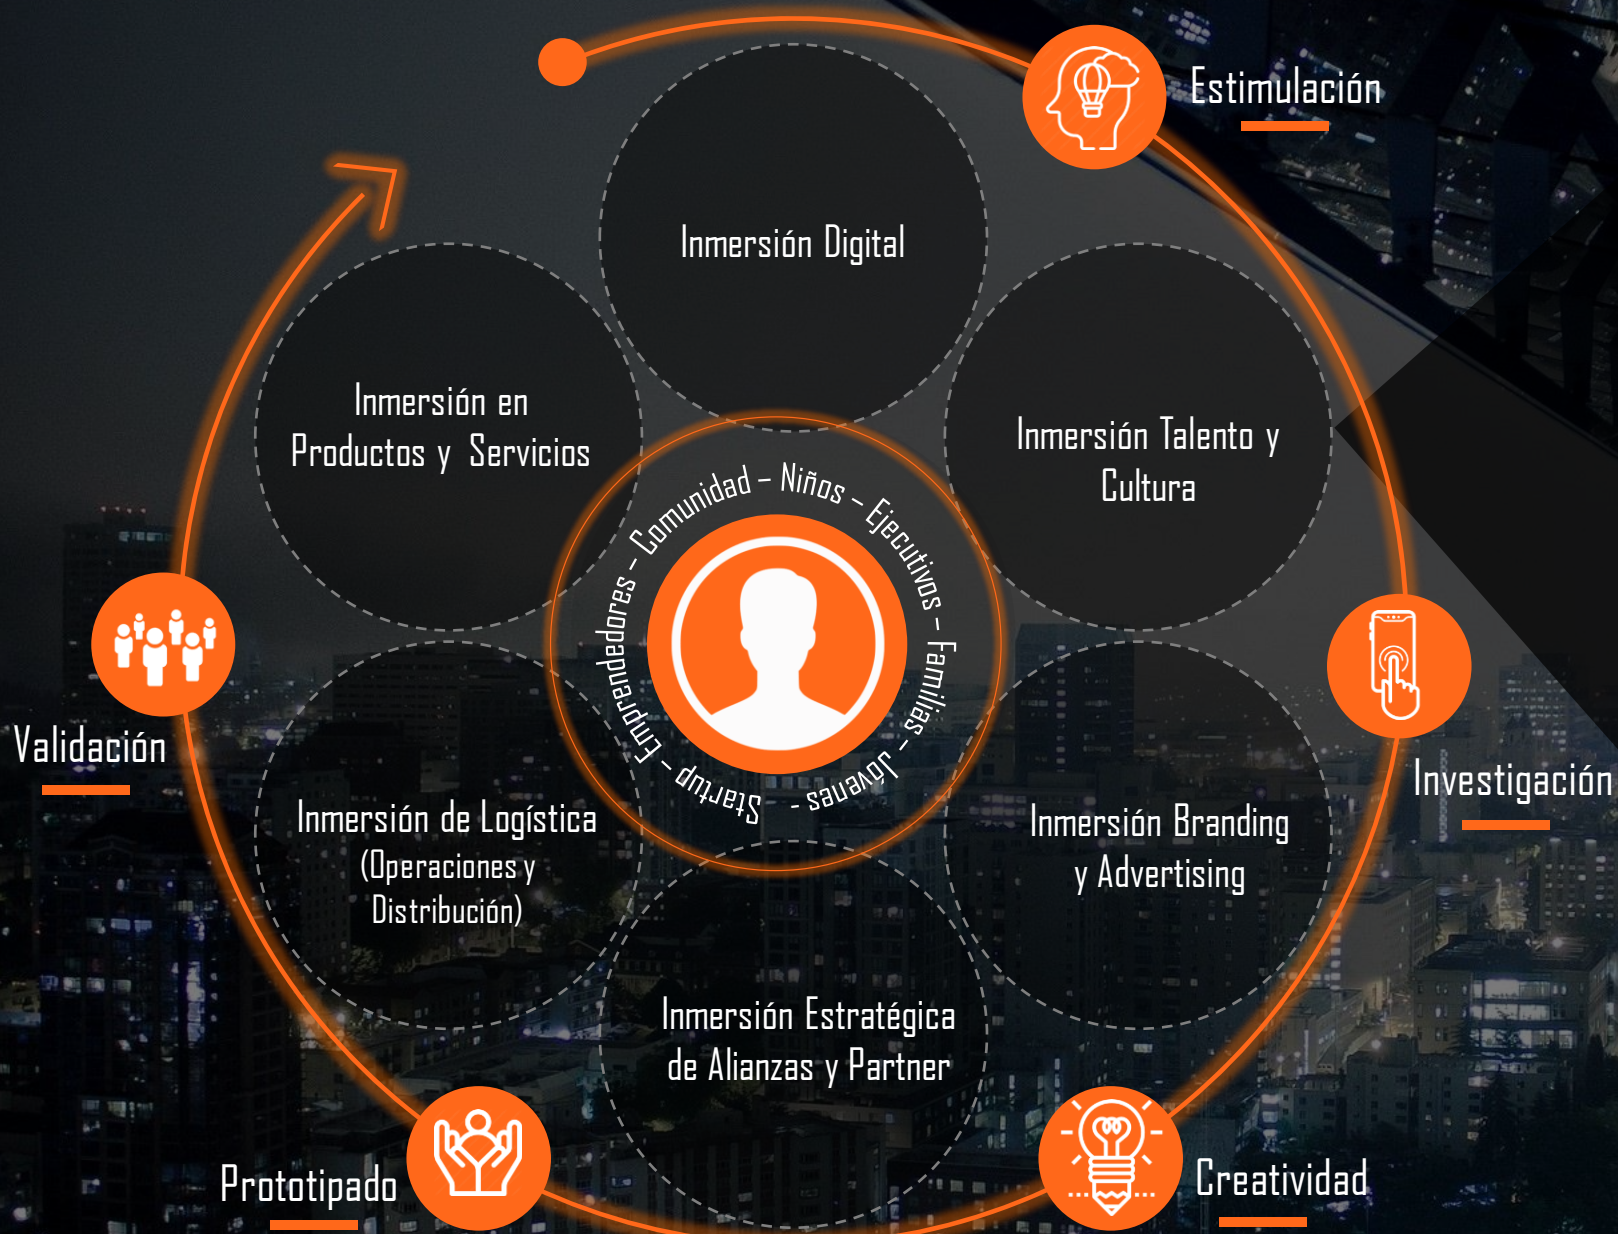 Estimulación
Inmersión Digital
Inmersión en
Productos y Servicios
Inmersión Talento y
Cultura
Startup - Emprendedores – Comunidad – Niños – Ejecutivos – Familias – Jóvenes -
Validación
Investigación
Inmersión de Logística
(Operaciones y
Distribución)
Inmersión Branding
y Advertising
Inmersión Estratégica
de Alianzas y Partner
Prototipado
Creatividad